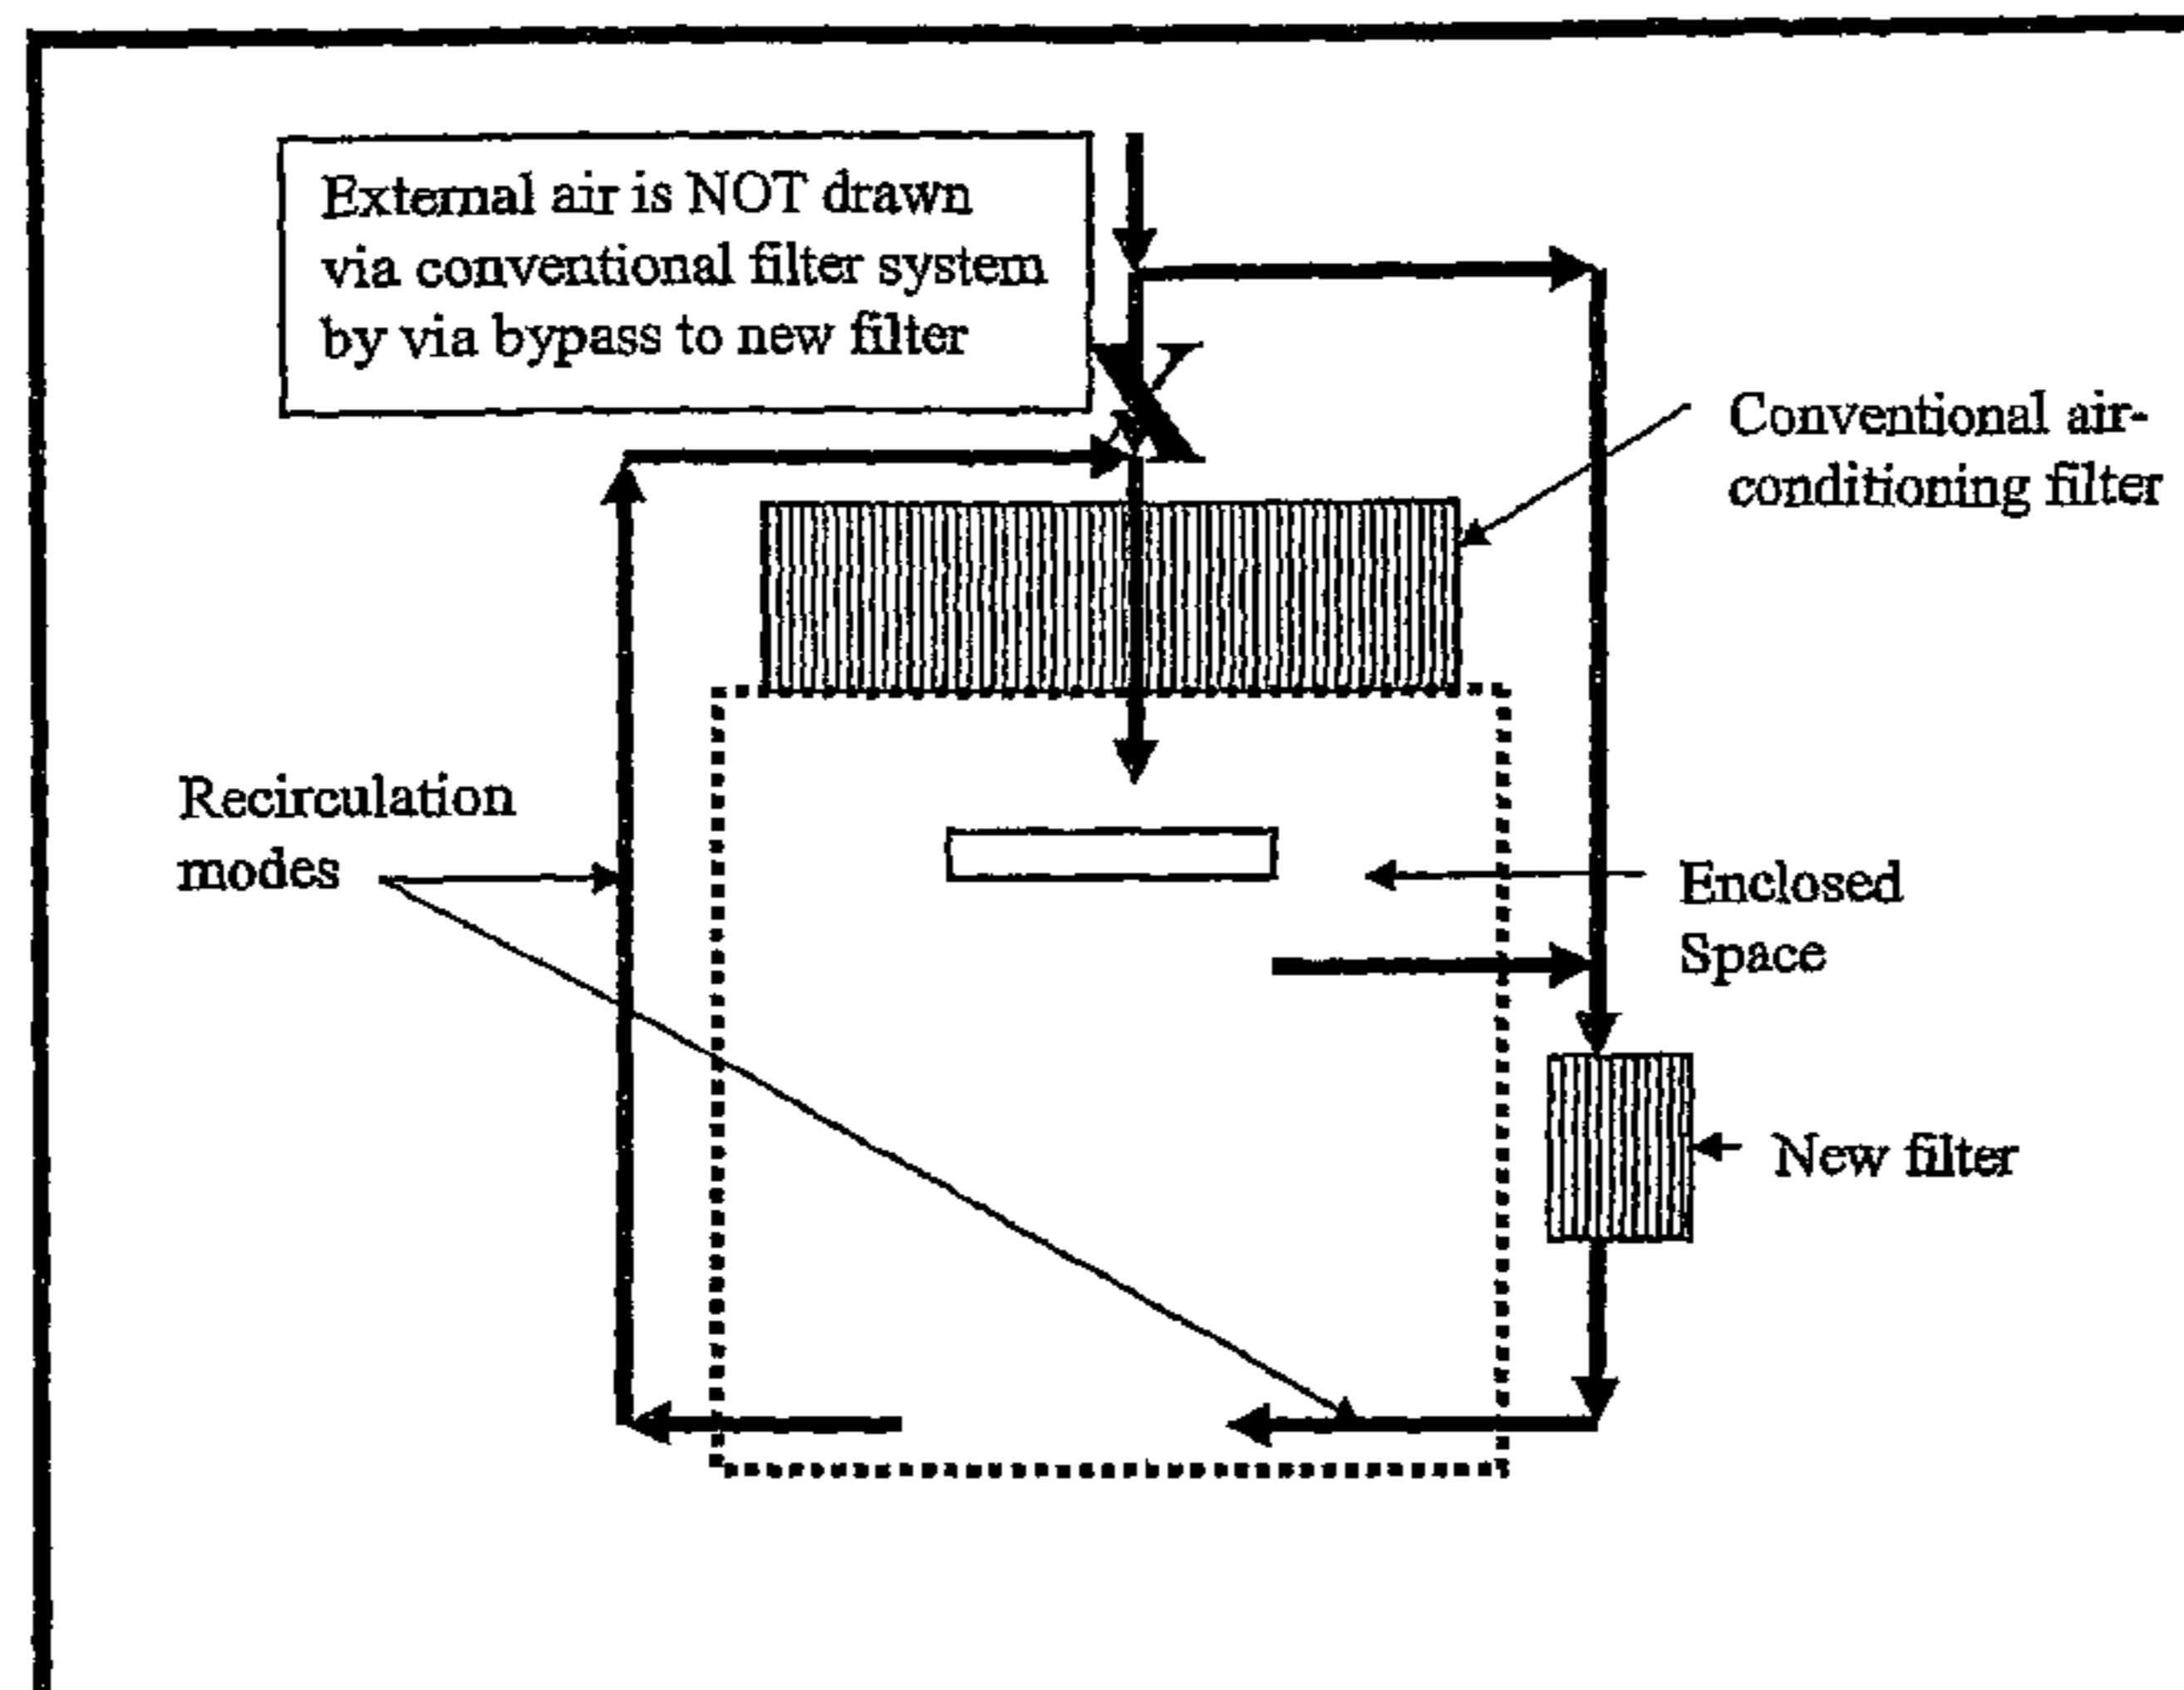 External air is NOT drawn
via conventional filter system
by via bypass to new filter
X
Conventional air-
conditioning filter
Recirculation
modes
Enclosed
Space
New filter